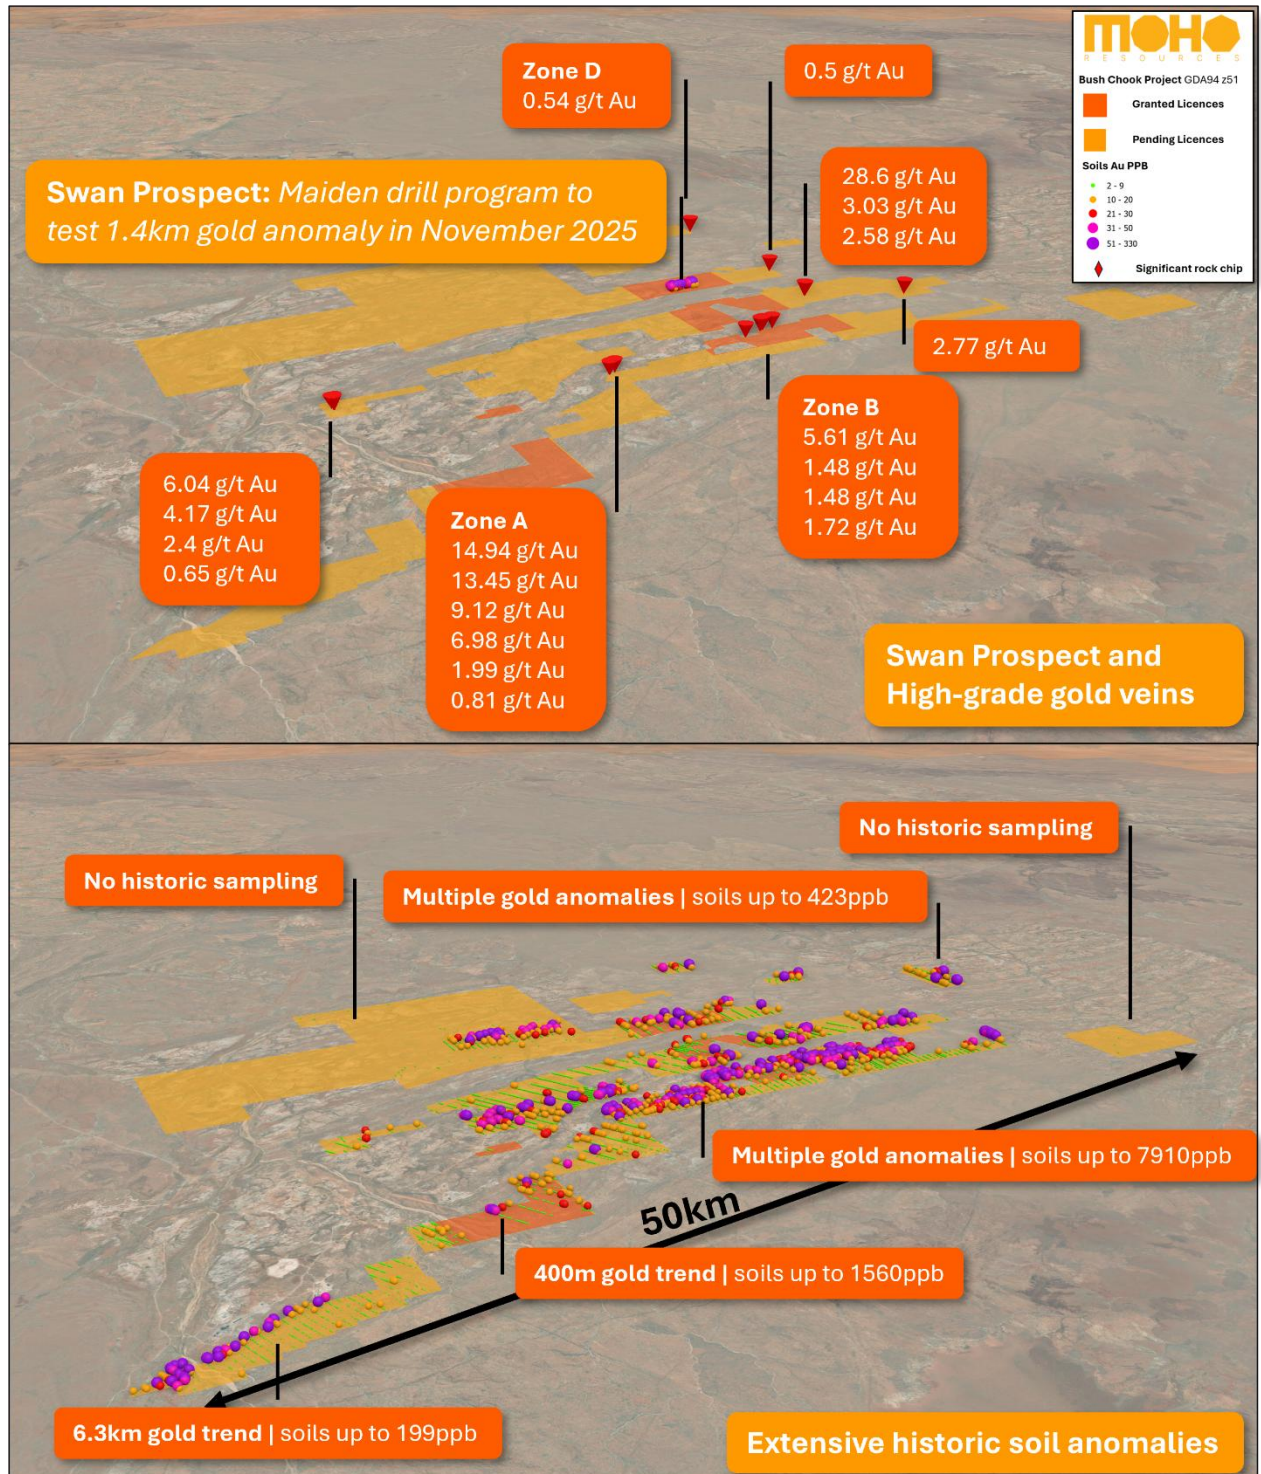 MOHO
RESOURCES
Bush Chook Project GDA94 z51
Granted Licences
Pending Licences
Soils Au PPB
2 - 9
10 - 20
21 - 30
31 - 50
51 - 330
Significant rock chip
Zone D
0.54 g/t Au
0.5 g/t Au
28.6 g/t Au
3.03 g/t Au
2.58 g/t Au
Swan Prospect: Maiden drill program to
test 1.4km gold anomaly in November 2025
2.77 g/t Au
Zone B
5.61 g/t Au
1.48 g/t Au
1.48 g/t Au
1.72 g/t Au
6.04 g/t Au
4.17 g/t Au
2.4 g/t Au
0.65 g/t Au
Zone A
14.94 g/t Au
13.45 g/t Au
9.12 g/t Au
6.98 g/t Au
1.99 g/t Au
0.81 g/t Au
Swan Prospect and
High-grade gold veins
No historic sampling
No historic sampling
Multiple gold anomalies | soils up to 423ppb
Multiple gold anomalies | soils up to 7910ppb
50km
400m gold trend | soils up to 1560ppb
6.3km gold trend | soils up to 199ppb
Extensive historic soil anomalies